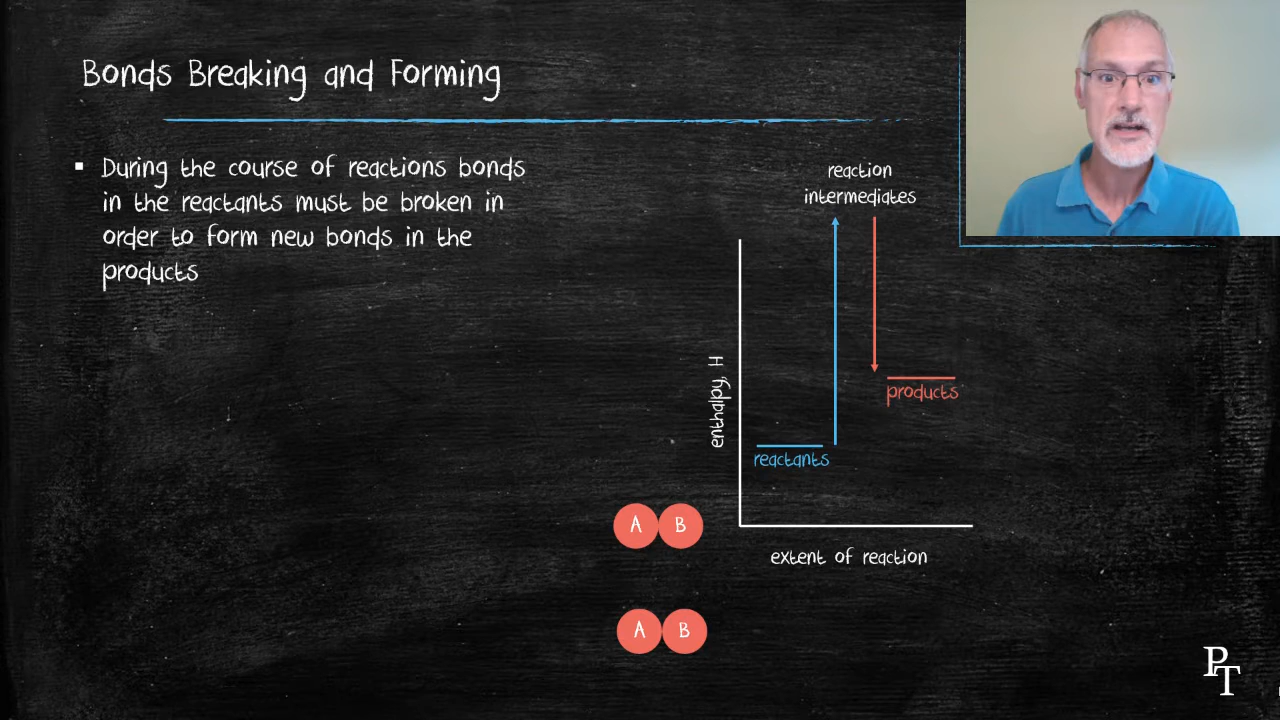 Bonds Breaking and Forming
▪ During the course of reactions bonds
in the reactants must be broken in
order to form new bonds in the
products
reaction
intermediates
enthalpy, H
products
reactants
A B
extent of reaction
A B
PT